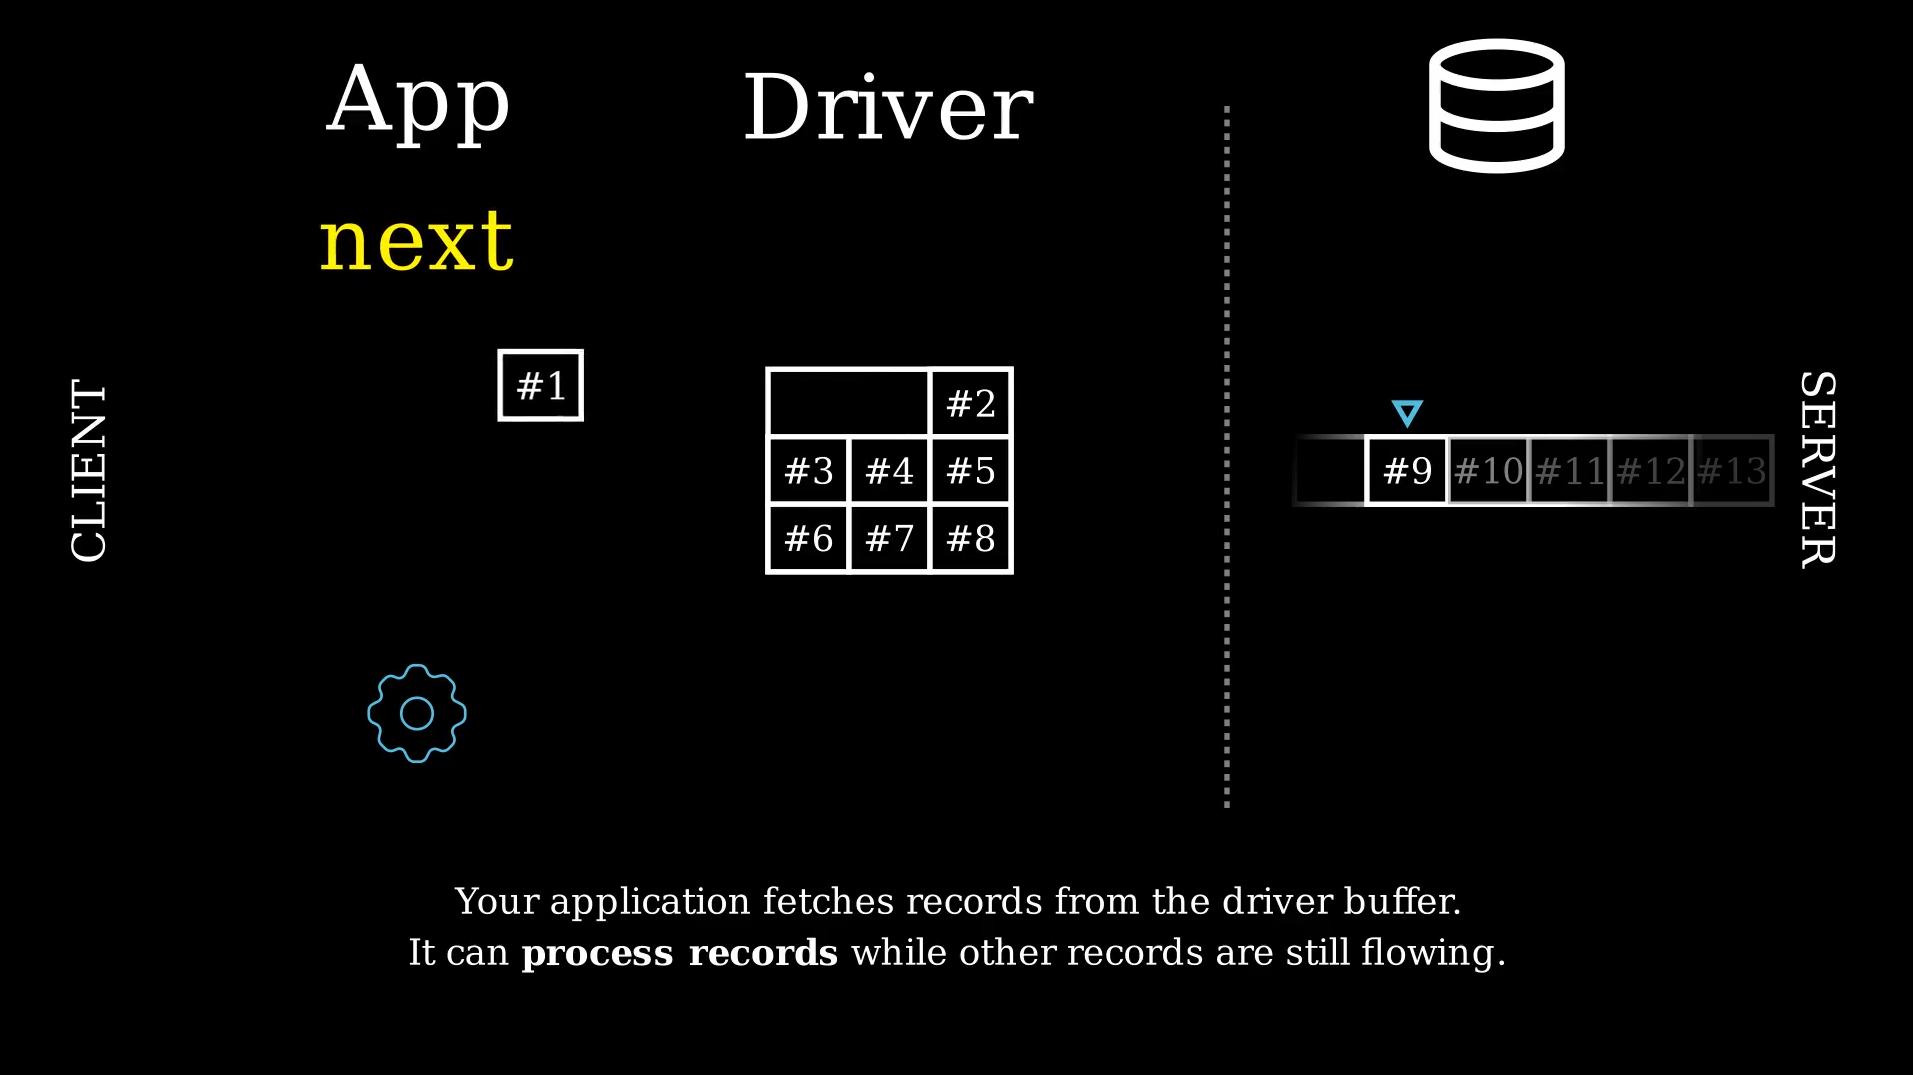 App
Driver
next
CLIENT
#1
#2
#3 #4 #5
#6 #7 #8
#9 #10 #11 #12 #13
SERVER
Your application fetches records from the driver buffer.
It can process records while other records are still flowing.